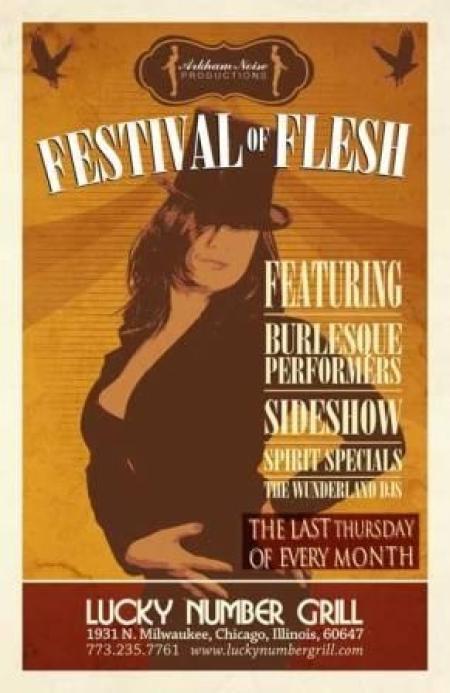 Arkham Noise
PRODUCTIONS
FESTIVAL OF FLESH
FEATURING
BURLESQUE
PERFORMERS
SIDESHOW
SPIRIT SPECIALS
THE WUNDERLAND DJS
THE LAST THURSDAY
OF EVERY MONTH
LUCKY NUMBER GRILL
1931 N. Milwaukee, Chicago, Illinois, 60647
773.235.7761 www.luckynumbergrill.com